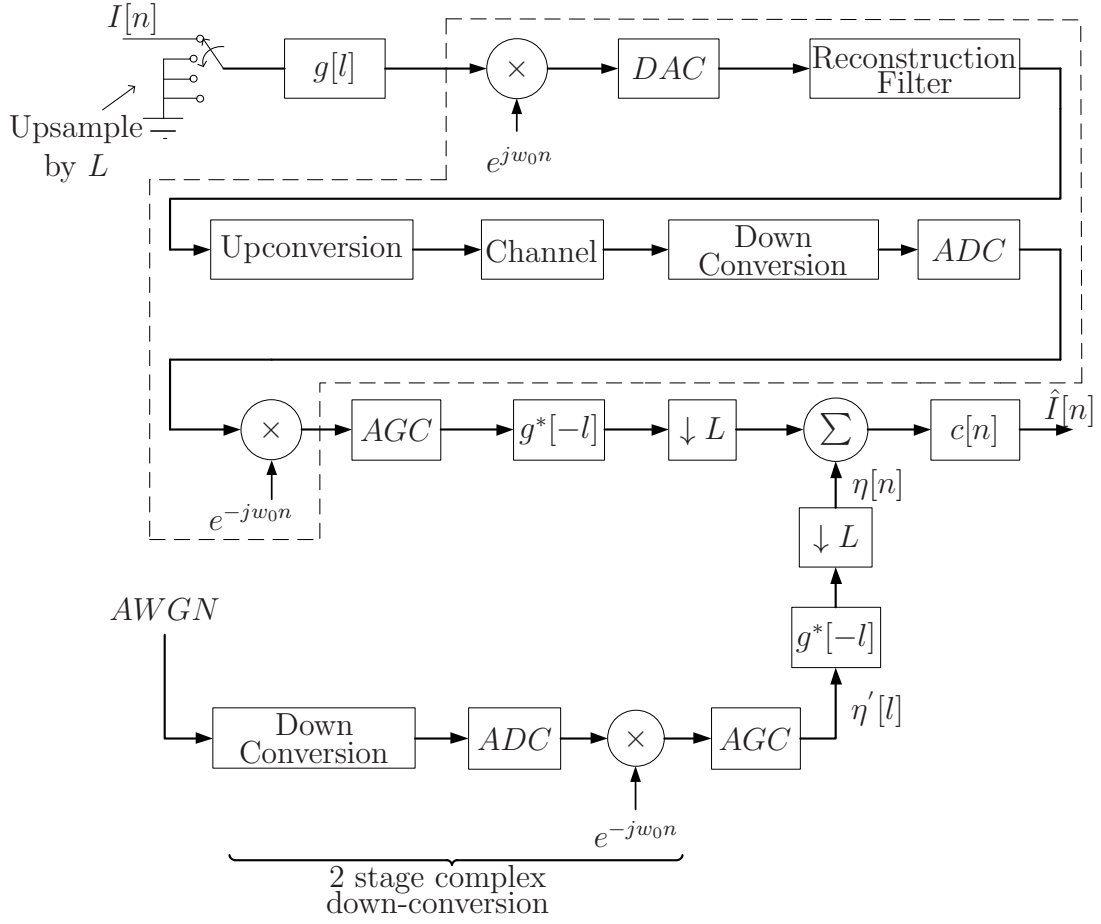 I[n]
g[l]
×
DAC
Reconstruction
Filter
Upsample
by L
e^{jw_0n}
Upconversion
Channel
Down
Conversion
ADC
×
AGC
g*[-l]
↓ L
∑
c[n]
Î[n]
e^{-jw_0n}
η[n]
↓ L
AWGN
g*[-l]
η'[l]
Down
Conversion
ADC
×
AGC
e^{-jw_0n}
2 stage complex
down-conversion